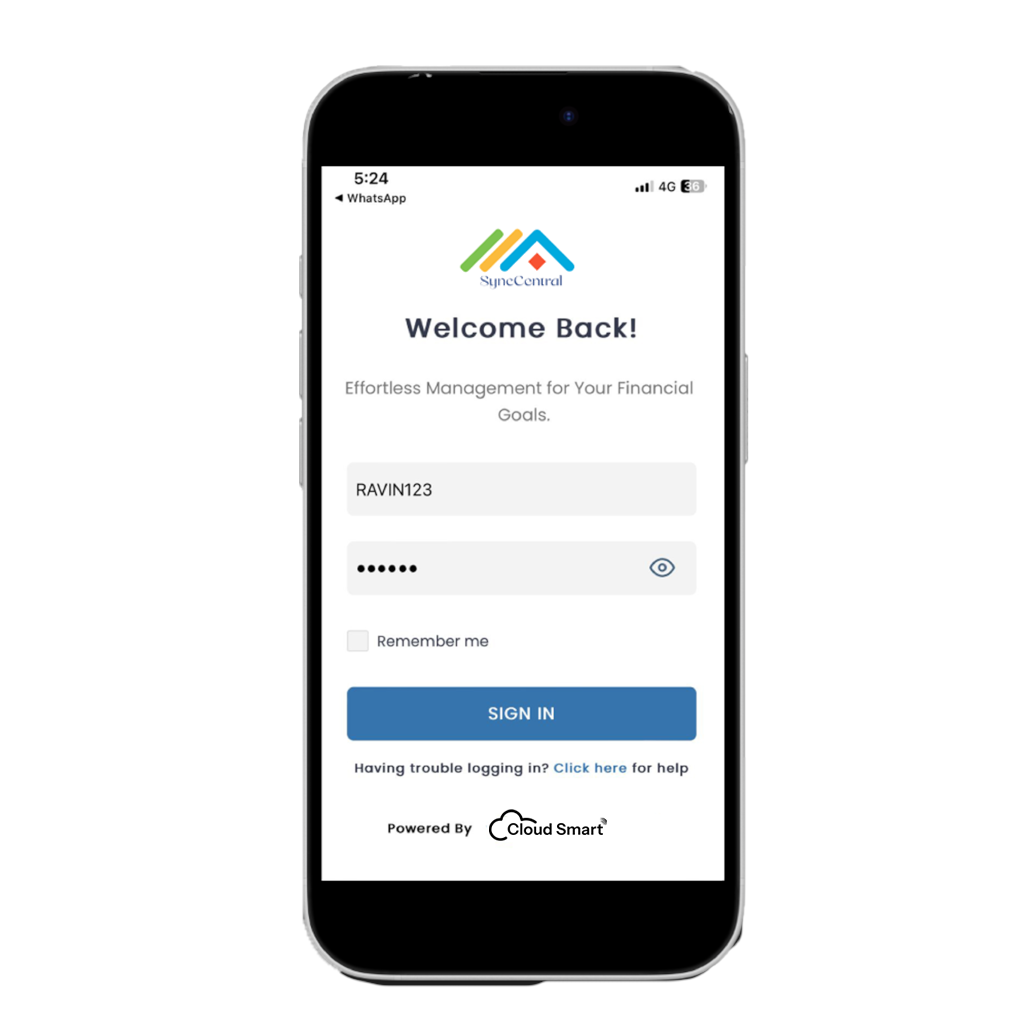 5:24
◀ WhatsApp
4G 36
SyncCentral
Welcome Back!
Effortless Management for Your Financial
Goals.
RAVIN123
••••••
Remember me
SIGN IN
Having trouble logging in? Click here for help
Powered By Cloud Smart